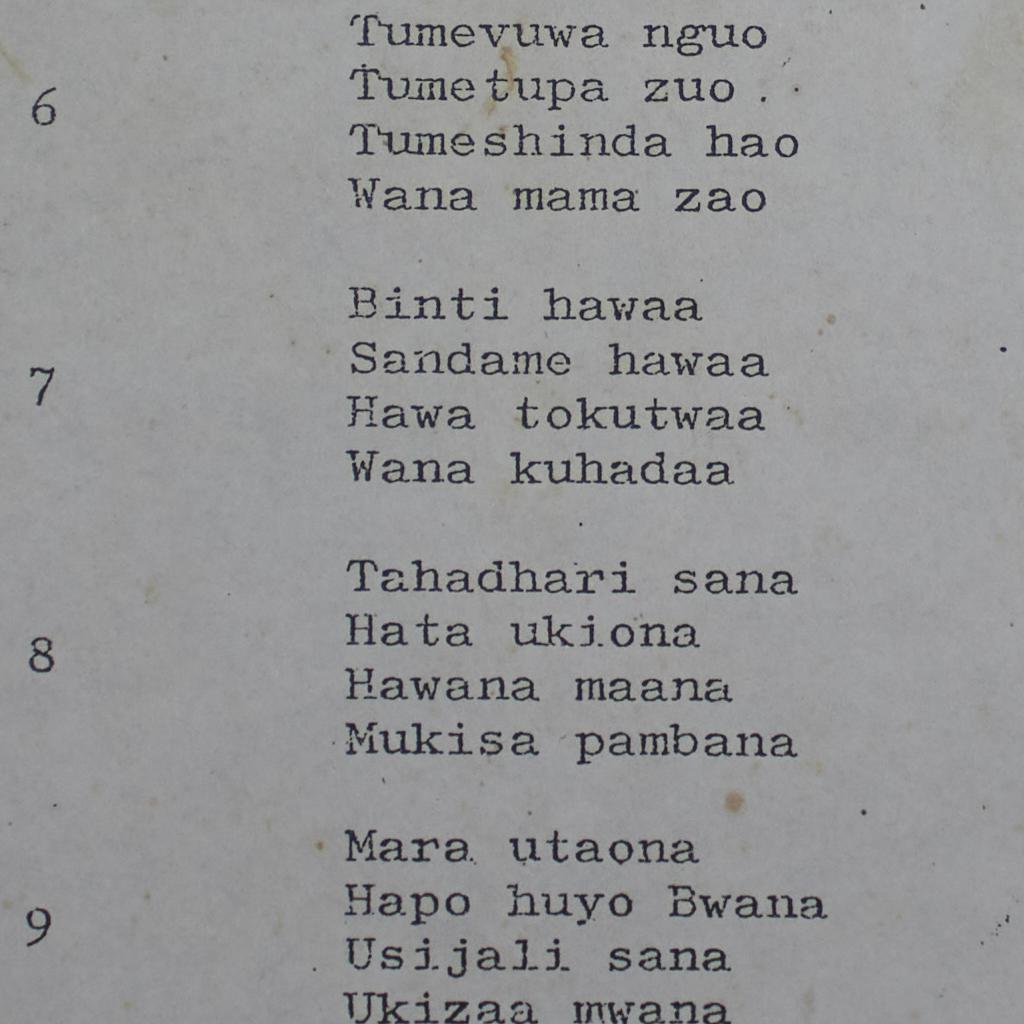 Tumevuwa nguo
6
Tumetupa zuo .
Tumeshinda hao
Wana mama zao
Binti hawaa
7
Sandame hawaa
Hawa tokutwaa
Wana kuhadaa
Tahadhari sana
8
Hata ukiona
Hawana maana
Mukisa pambana
Mara utaona
9
Hapo huyo Bwana
Usijali sana
Ukizaa mwana